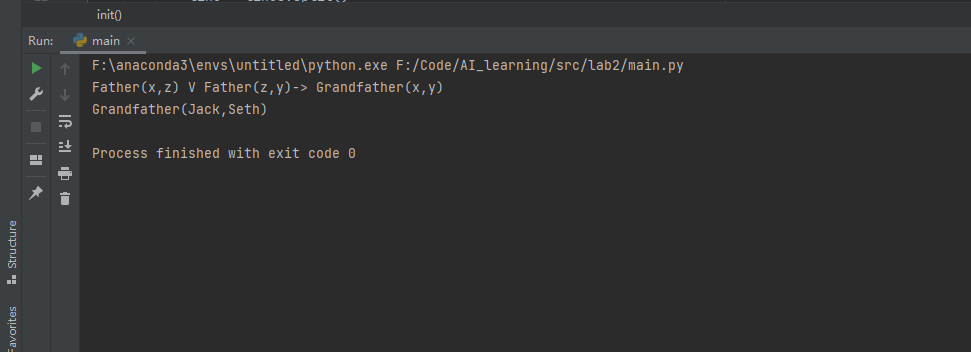 init()
Run: main
F:\anaconda3\envs\untitled\python.exe F:/Code/AI_learning/src/lab2/main.py
Father(x,z) V Father(z,y)-> Grandfather(x,y)
Grandfather(Jack,Seth)
Process finished with exit code 0
Structure
Favorites